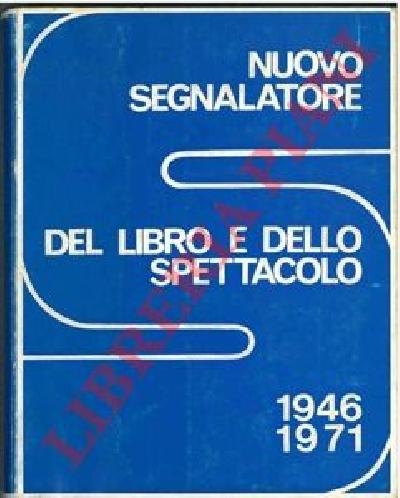 NUOVO
SEGNALATORE
DEL LIBRO E DELLO
SPETTACOLO
1946
1971
LIBRERIA PIANI